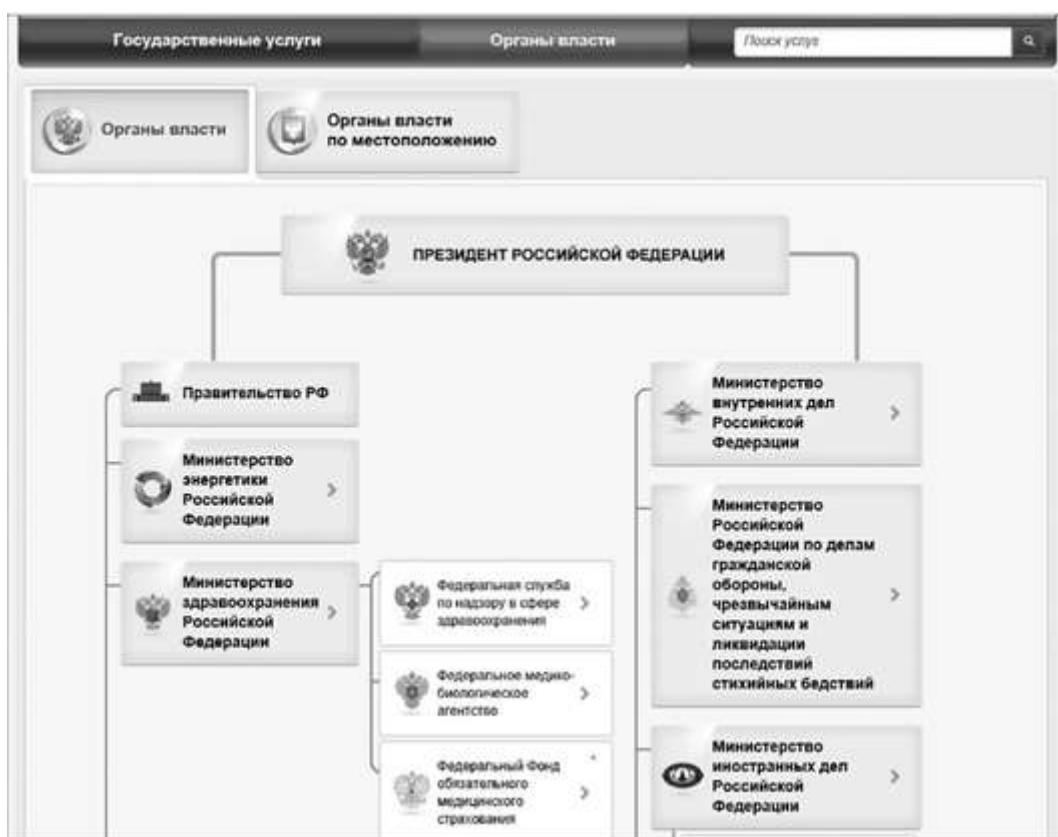 Государственные услуги
Органы власти
Поиск услуг
Органы власти
Органы власти
по местоположению
ПРЕЗИДЕНТ РОССИЙСКОЙ ФЕДЕРАЦИИ
Правительство РФ
Министерство
энергетики
Российской
Федерации
Министерство
здравоохранения
Российской
Федерации
Федеральная служба
по надзору в сфере
здравоохранения
Федеральное медико-
биологическое
агентство
Федеральный Фонд
обязательного
медицинского
страхования
Министерство
внутренних дел
Российской
Федерации
Министерство
Российской
Федерации по делам
гражданской
обороны,
чрезвычайным
ситуациям и
ликвидации
последствий
стихийных бедствий
Министерство
иностранных дел
Российской
Федерации